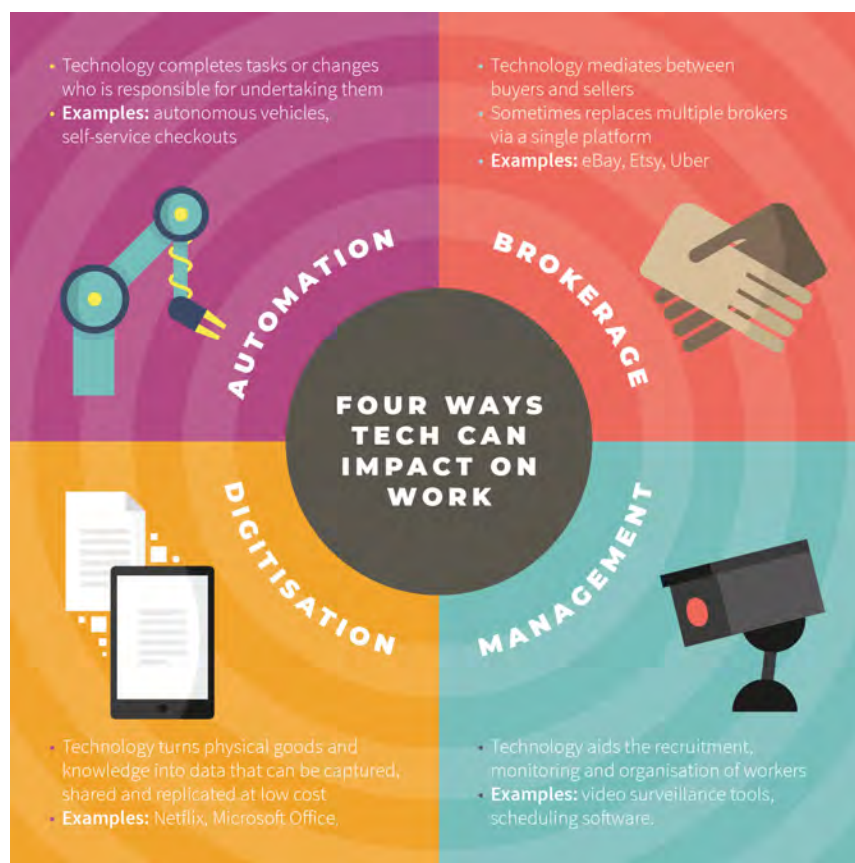 • Technology completes tasks or changes
who is responsible for undertaking them
• Examples: autonomous vehicles,
self-service checkouts
• Technology mediates between
buyers and sellers
• Sometimes replaces multiple brokers
via a single platform
• Examples: eBay, Etsy, Uber
AUTOMATION
BROKERAGE
FOUR WAYS
TECH CAN
IMPACT ON
WORK
DIGITISATION
MANAGEMENT
• Technology turns physical goods and
knowledge into data that can be captured,
shared and replicated at low cost
• Examples: Netflix, Microsoft Office.
• Technology aids the recruitment,
monitoring and organisation of workers
• Examples: video surveillance tools,
scheduling software.